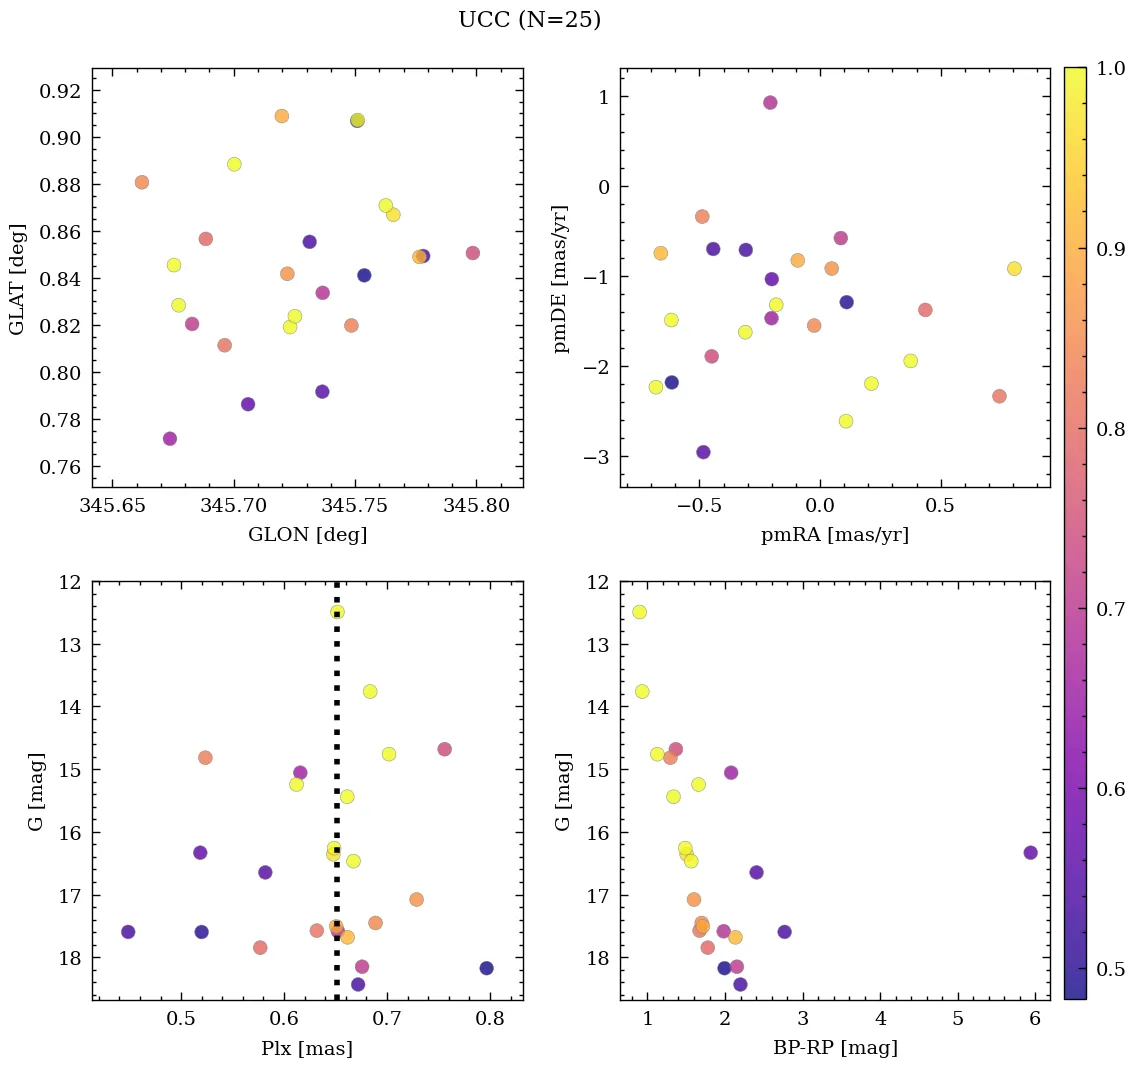 UCC (N=25)
0.92
0.90
0.88
0.86
0.84
0.82
0.80
0.78
0.76
GLAT [deg]
345.65 345.70 345.75 345.80
GLON [deg]
1
0
−1
−2
−3
pmDE [mas/yr]
−0.5 0.0 0.5
pmRA [mas/yr]
12
13
14
15
16
17
18
G [mag]
0.5 0.6 0.7 0.8
Plx [mas]
12
13
14
15
16
17
18
G [mag]
1 2 3 4 5 6
BP-RP [mag]
1.0
0.9
0.8
0.7
0.6
0.5